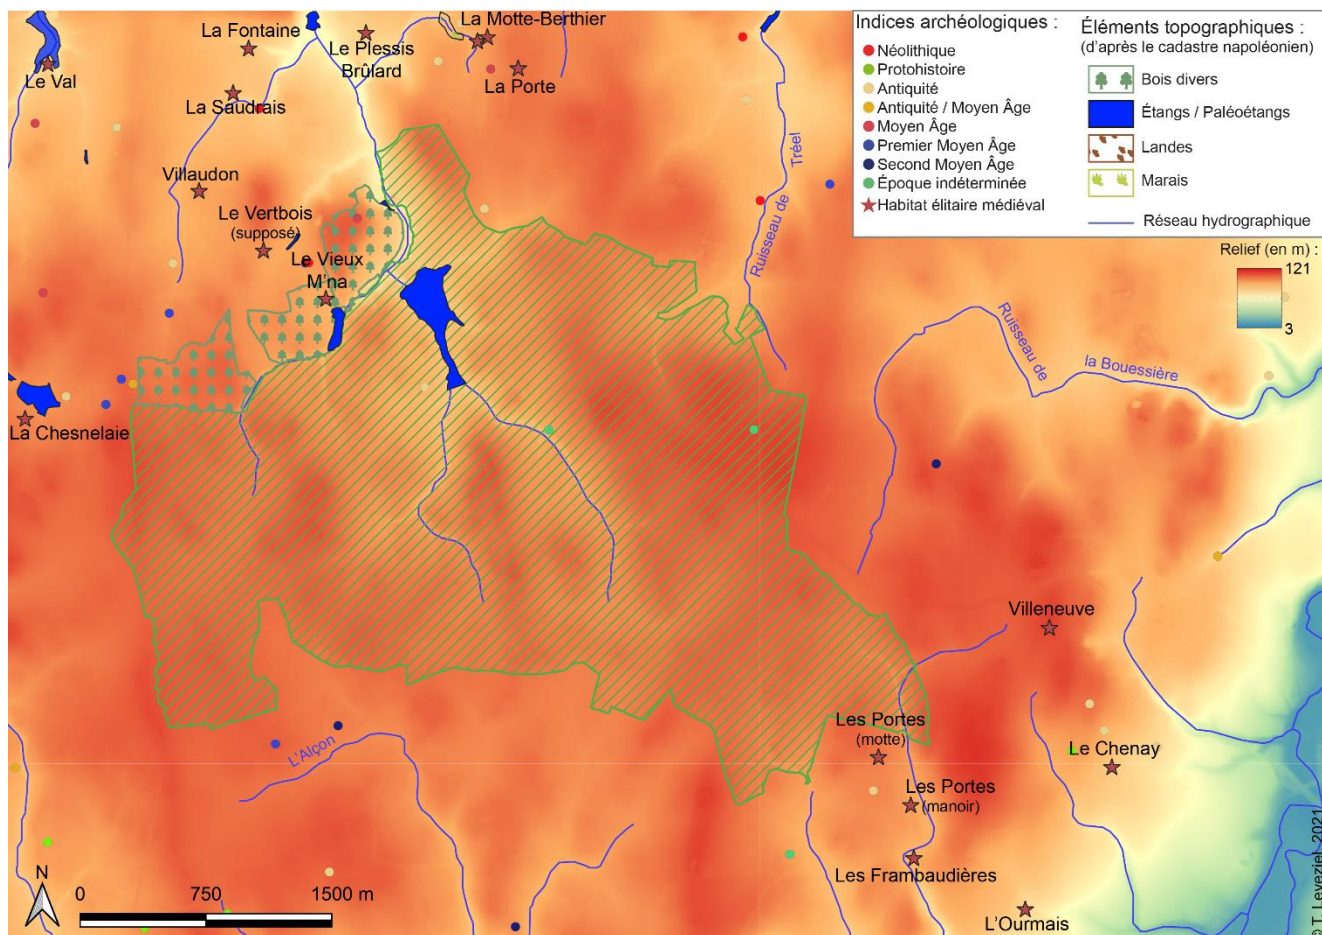 La Motte-Berthier
La Fontaine
Le Plessis
Brûlard
Le Val
La Porte
La Saudrais
Villaudon
Le Vertbois
(supposé)
Le Vieux
M'na
La Chesnelaie
Ruisseau de
Tréel
Ruisseau de
la Bouessière
Villeneuve
Les Portes
(motte)
Le Chenay
Les Portes
(manoir)
Les Frambaudières
L'Ourmais
L'Alçon
Indices archéologiques :
Néolithique
Protohistoire
Antiquité
Antiquité / Moyen Âge
Moyen Âge
Premier Moyen Âge
Second Moyen Âge
Époque indéterminée
Habitat élitaire médiéval
Éléments topographiques :
(d'après le cadastre napoléonien)
Bois divers
Étangs / Paléoétangs
Landes
Marais
Réseau hydrographique
Relief (en m) :
121
3
N
0 750 1500 m
© T. Leveziel, 2021